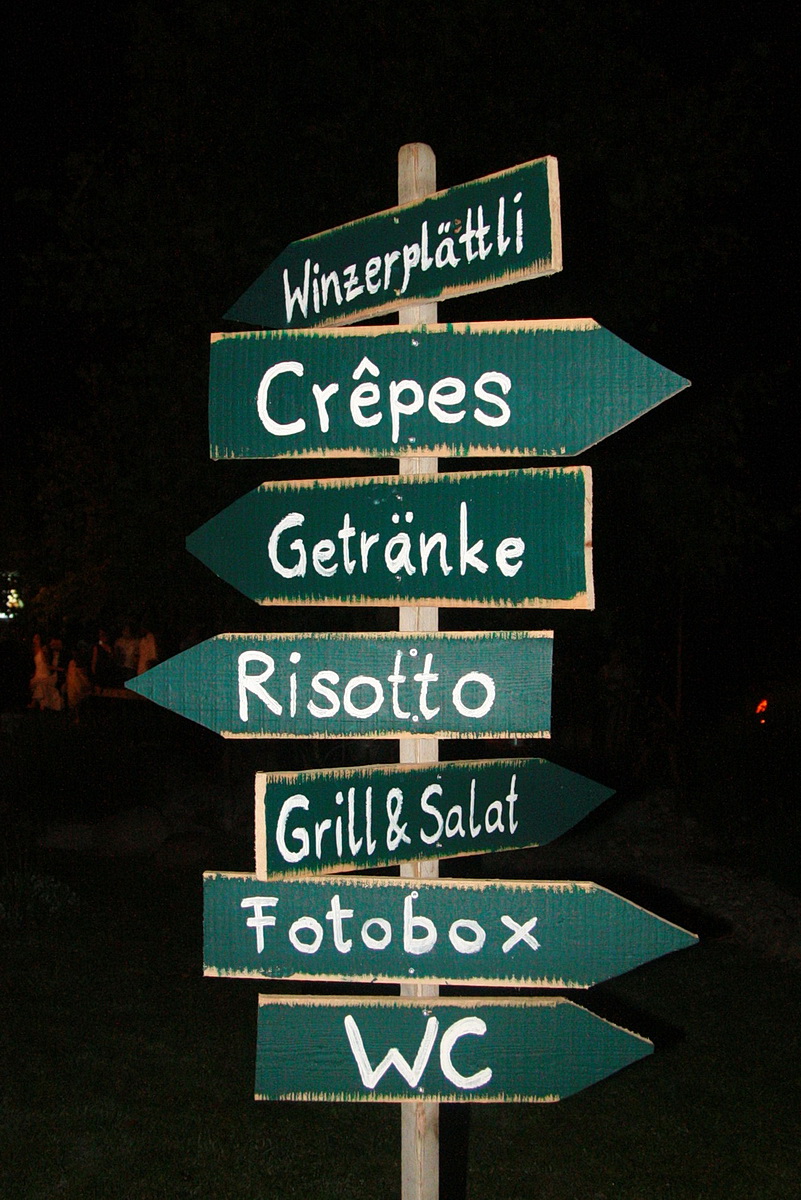 Winzerplättli
Crêpes
Getränke
Risotto
Grill & Salat
Fotobox
WC